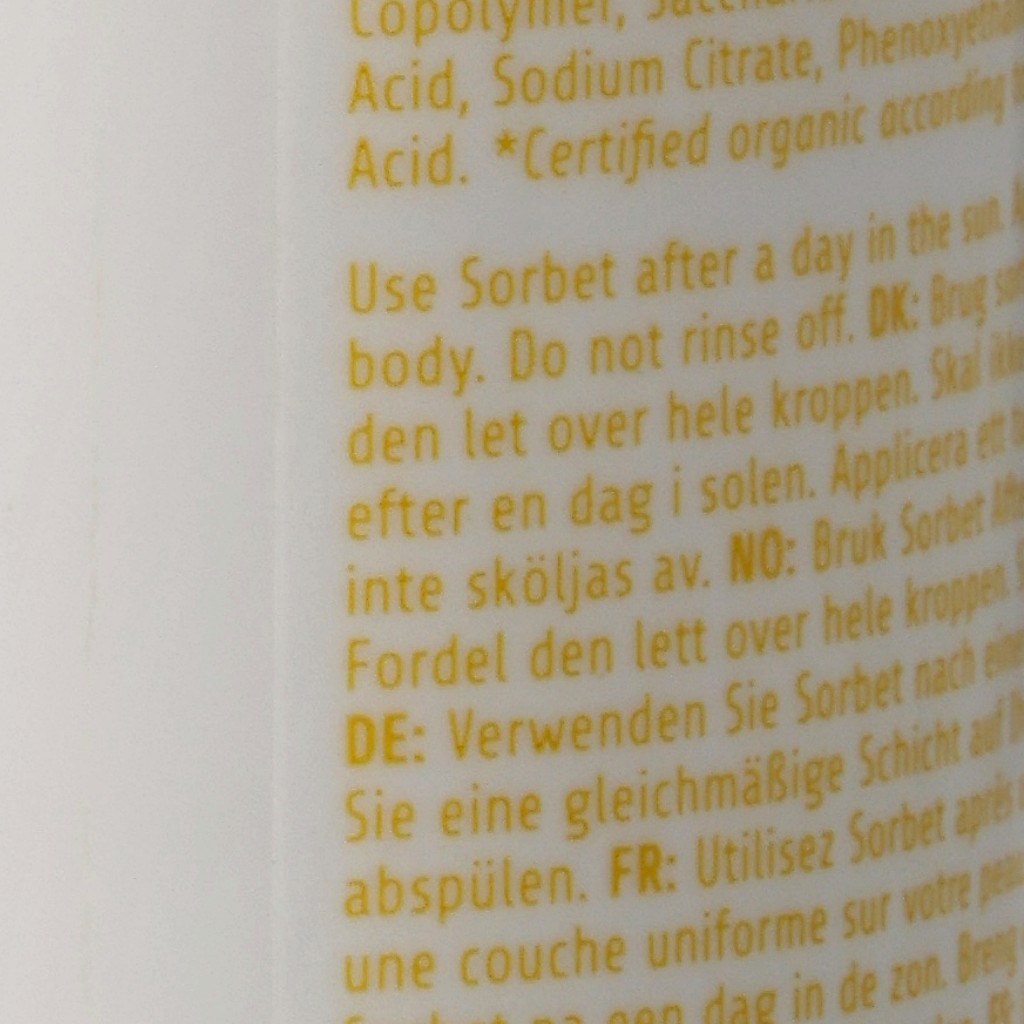 Copolymer,
Acid, Sodium Citrate,
Acid. *Certified organic according
Use Sorbet after a day in the sun.
body. Do not rinse off. DK: Brug
den let over hele kroppen. Skal
efter en dag i solen. Applicera ett
inte sköljas av. NO: Bruk Sorbet
Fordel den lett over hele kroppen.
DE: Verwenden Sie Sorbet nach
Sie eine gleichmäßige Schicht auf
abspülen. FR: Utilisez Sorbet après
une couche uniforme sur votre
een dag in de zon. Breng